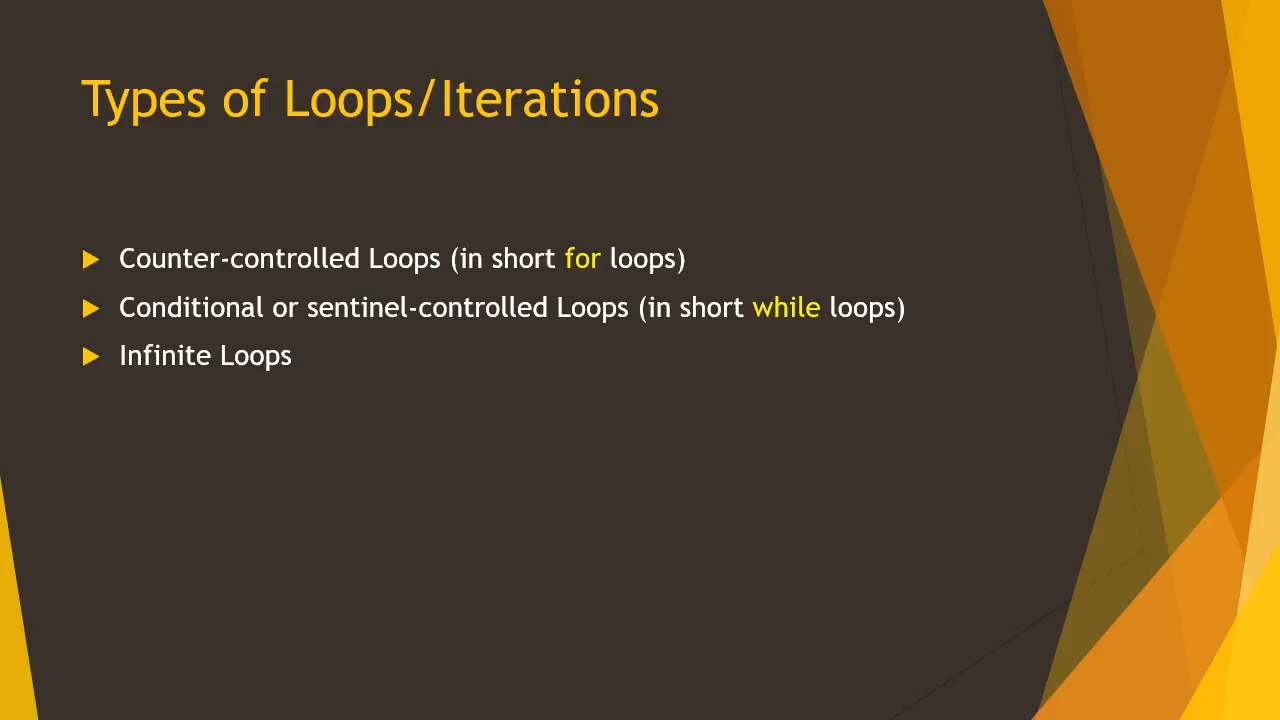 Types of Loops/Iterations
Counter-controlled Loops (in short for loops)
Conditional or sentinel-controlled Loops (in short while loops)
Infinite Loops